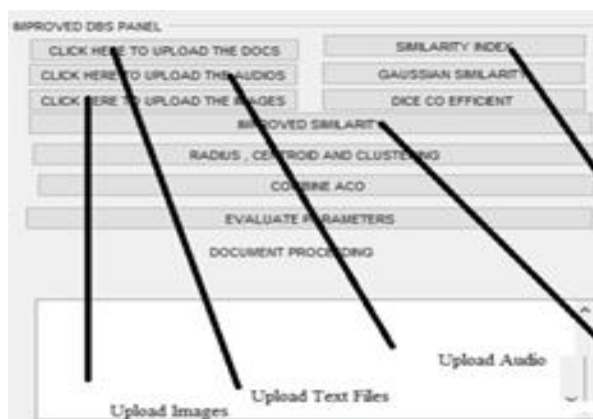 IMPROVED DBS PANEL
CLICK HERE TO UPLOAD THE DOCS
SIMILARITY INDEX
CLICK HERE TO UPLOAD THE AUDIOS
GAUSSIAN SIMILARITY
CLICK HERE TO UPLOAD THE IMAGES
DICE CO EFFICIENT
IMPROVED SIMILARITY
RADIUS , CENTROID AND CLUSTERING
COMBINE ACO
EVALUATE PARAMETERS
DOCUMENT PROCEEDING
Upload Audio
Upload Text Files
Upload Images